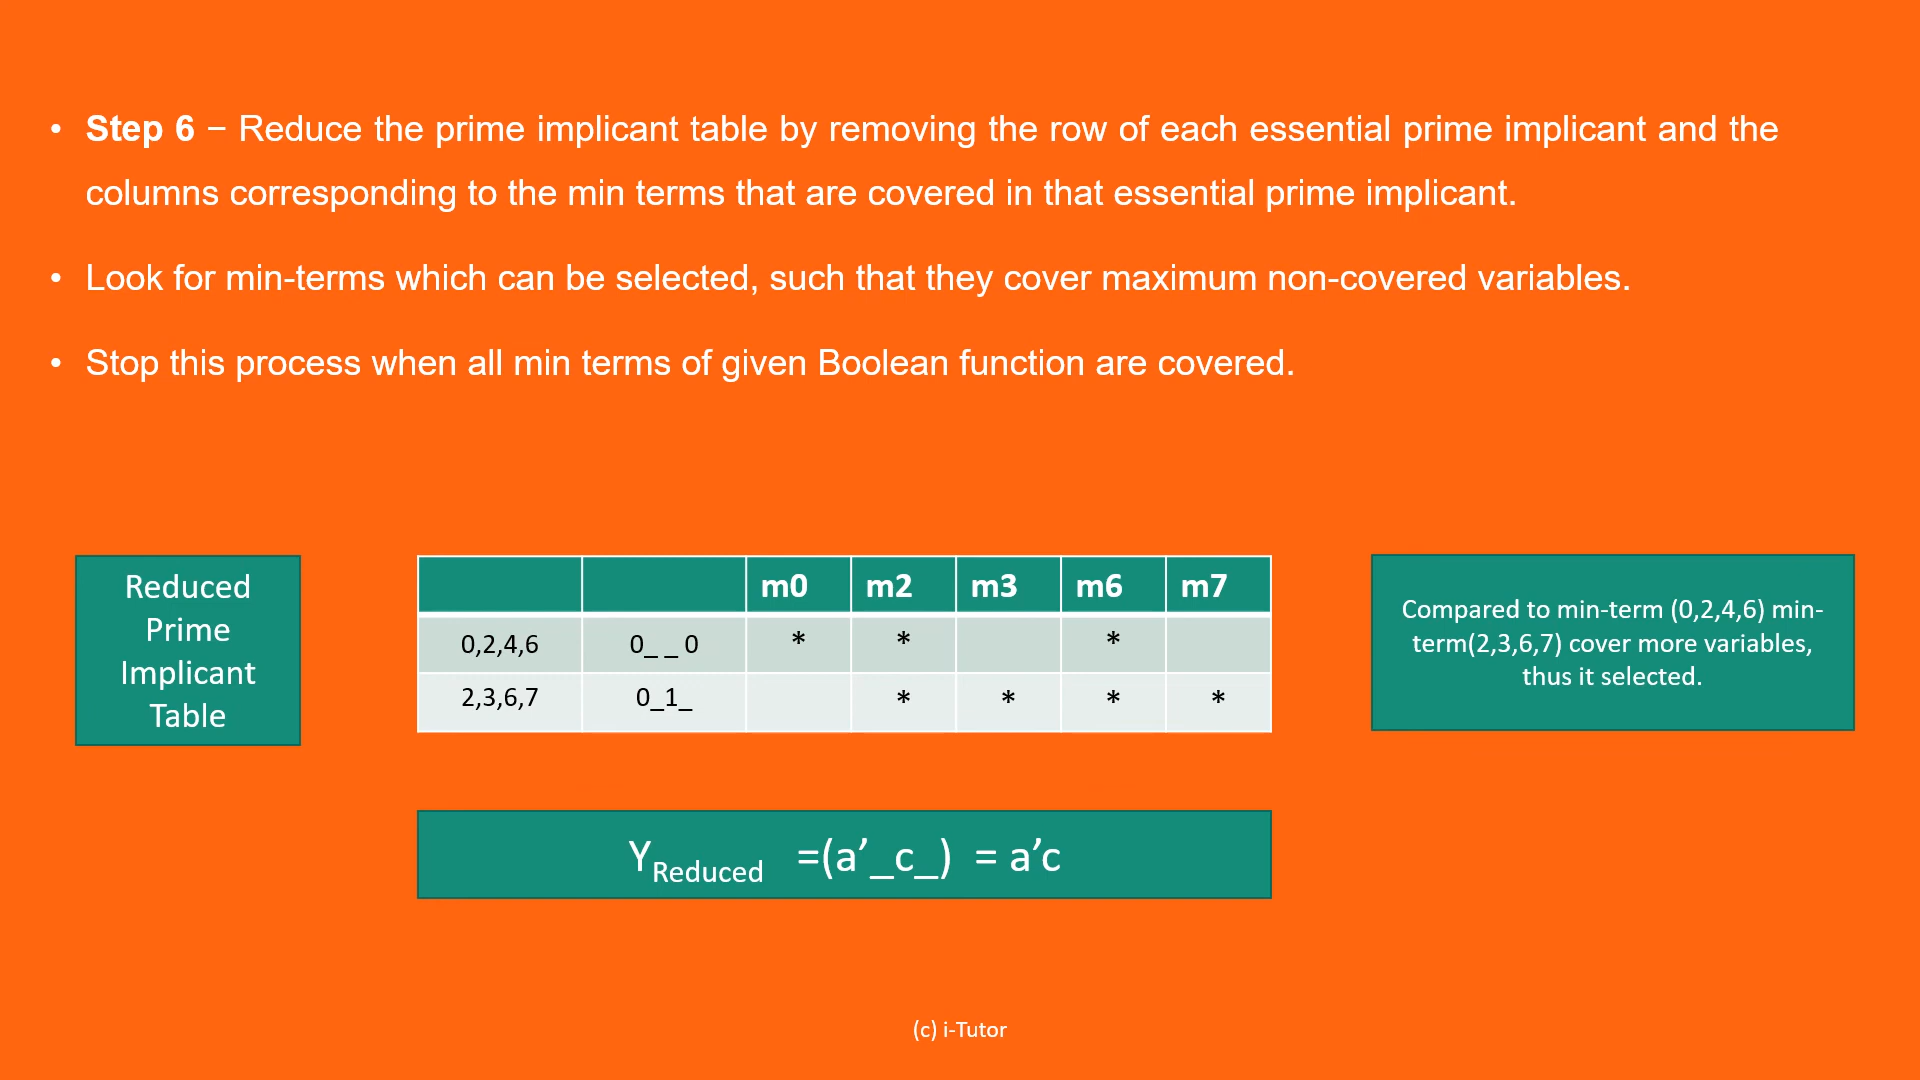 • Step 6 − Reduce the prime implicant table by removing the row of each essential prime implicant and the
columns corresponding to the min terms that are covered in that essential prime implicant.
• Look for min-terms which can be selected, such that they cover maximum non-covered variables.
• Stop this process when all min terms of given Boolean function are covered.
Reduced
Prime
Implicant
Table
m0 m2 m3 m6 m7
0,2,4,6 0_ _ 0 * * *
2,3,6,7 0_1_ * * * *
Compared to min-term (0,2,4,6) min-
term(2,3,6,7) cover more variables,
thus it selected.
YReduced =(a’_c_) = a’c
(c) i-Tutor